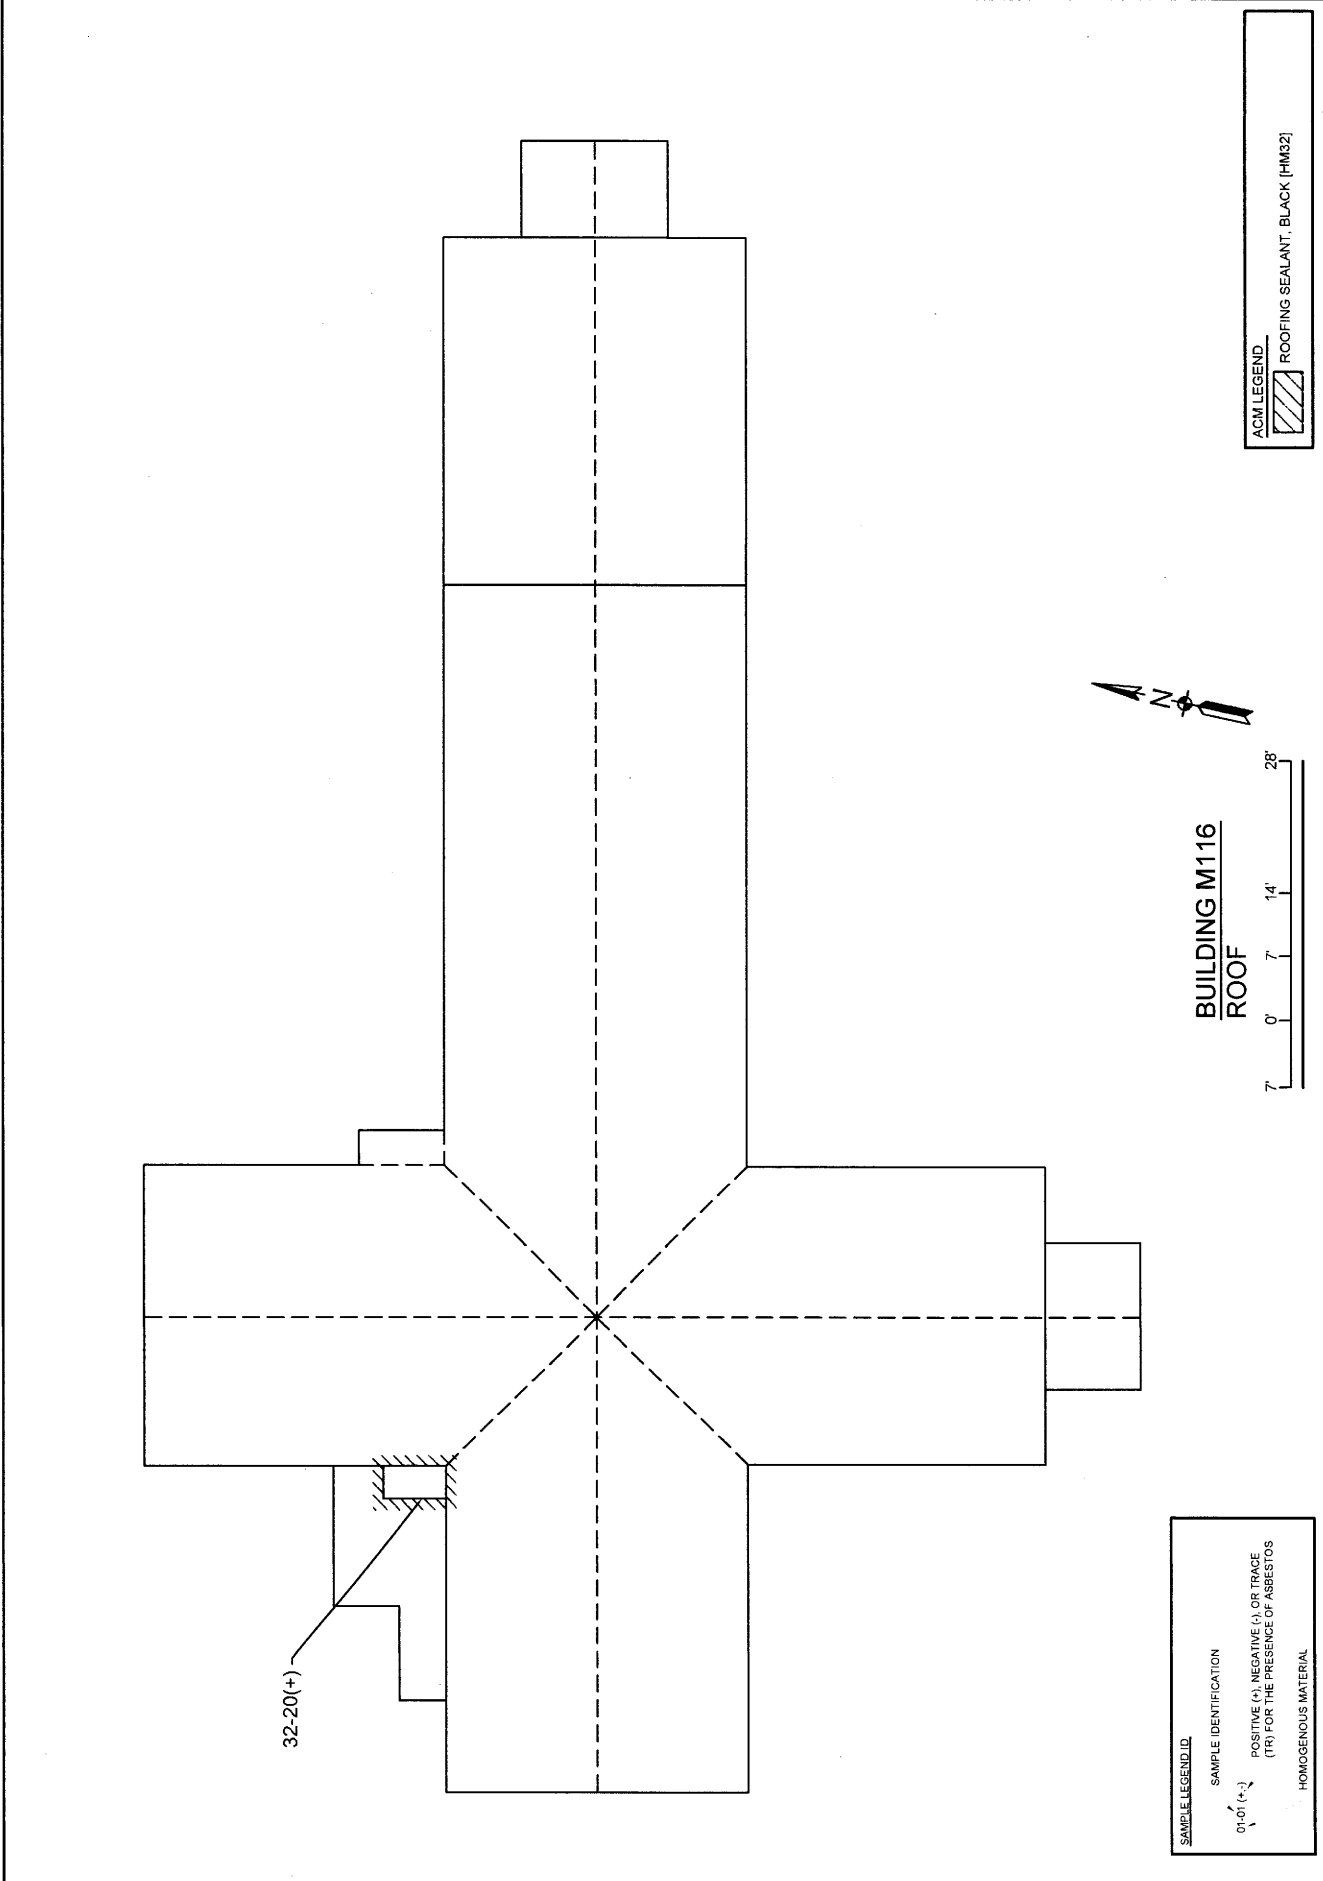 32-20(+)
SAMPLE LEGEND ID
SAMPLE IDENTIFICATION
01-01 (+,-)
POSITIVE (+), NEGATIVE (-), OR TRACE
(TR) FOR THE PRESENCE OF ASBESTOS
HOMOGENOUS MATERIAL
BUILDING M116
ROOF
7' 0' 7' 14' 28'
N
ACM LEGEND
ROOFING SEALANT, BLACK [HM32]